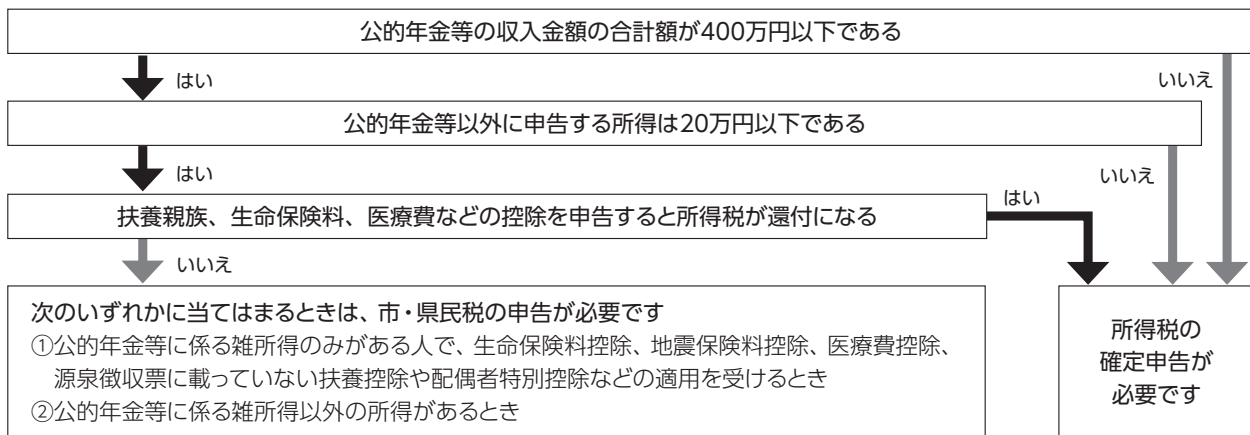 公的年金等の収入金額の合計額が400万円以下である
はい
いいえ
公的年金等以外に申告する所得は20万円以下である
はい
いいえ
扶養親族、生命保険料、医療費などの控除を申告すると所得税が還付になる
はい
いいえ
次のいずれかに当てはまるときは、市・県民税の申告が必要です
①公的年金等に係る雑所得のみがある人で、生命保険料控除、地震保険料控除、医療費控除、
源泉徴収票に載っていない扶養控除や配偶者特別控除などの適用を受けるとき
②公的年金等に係る雑所得以外の所得があるとき
所得税の
確定申告が
必要です